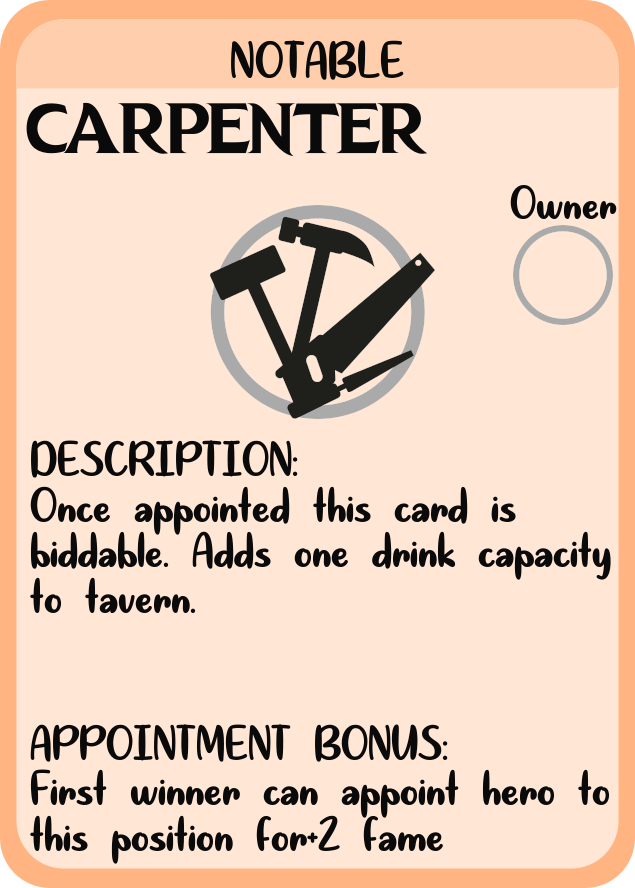 NOTABLE
CARPENTER
Owner
DESCRIPTION:
Once appointed this card is
biddable. Adds one drink capacity
to tavern.
APPOINTMENT BONUS:
First winner can appoint hero to
this position for+2 fame